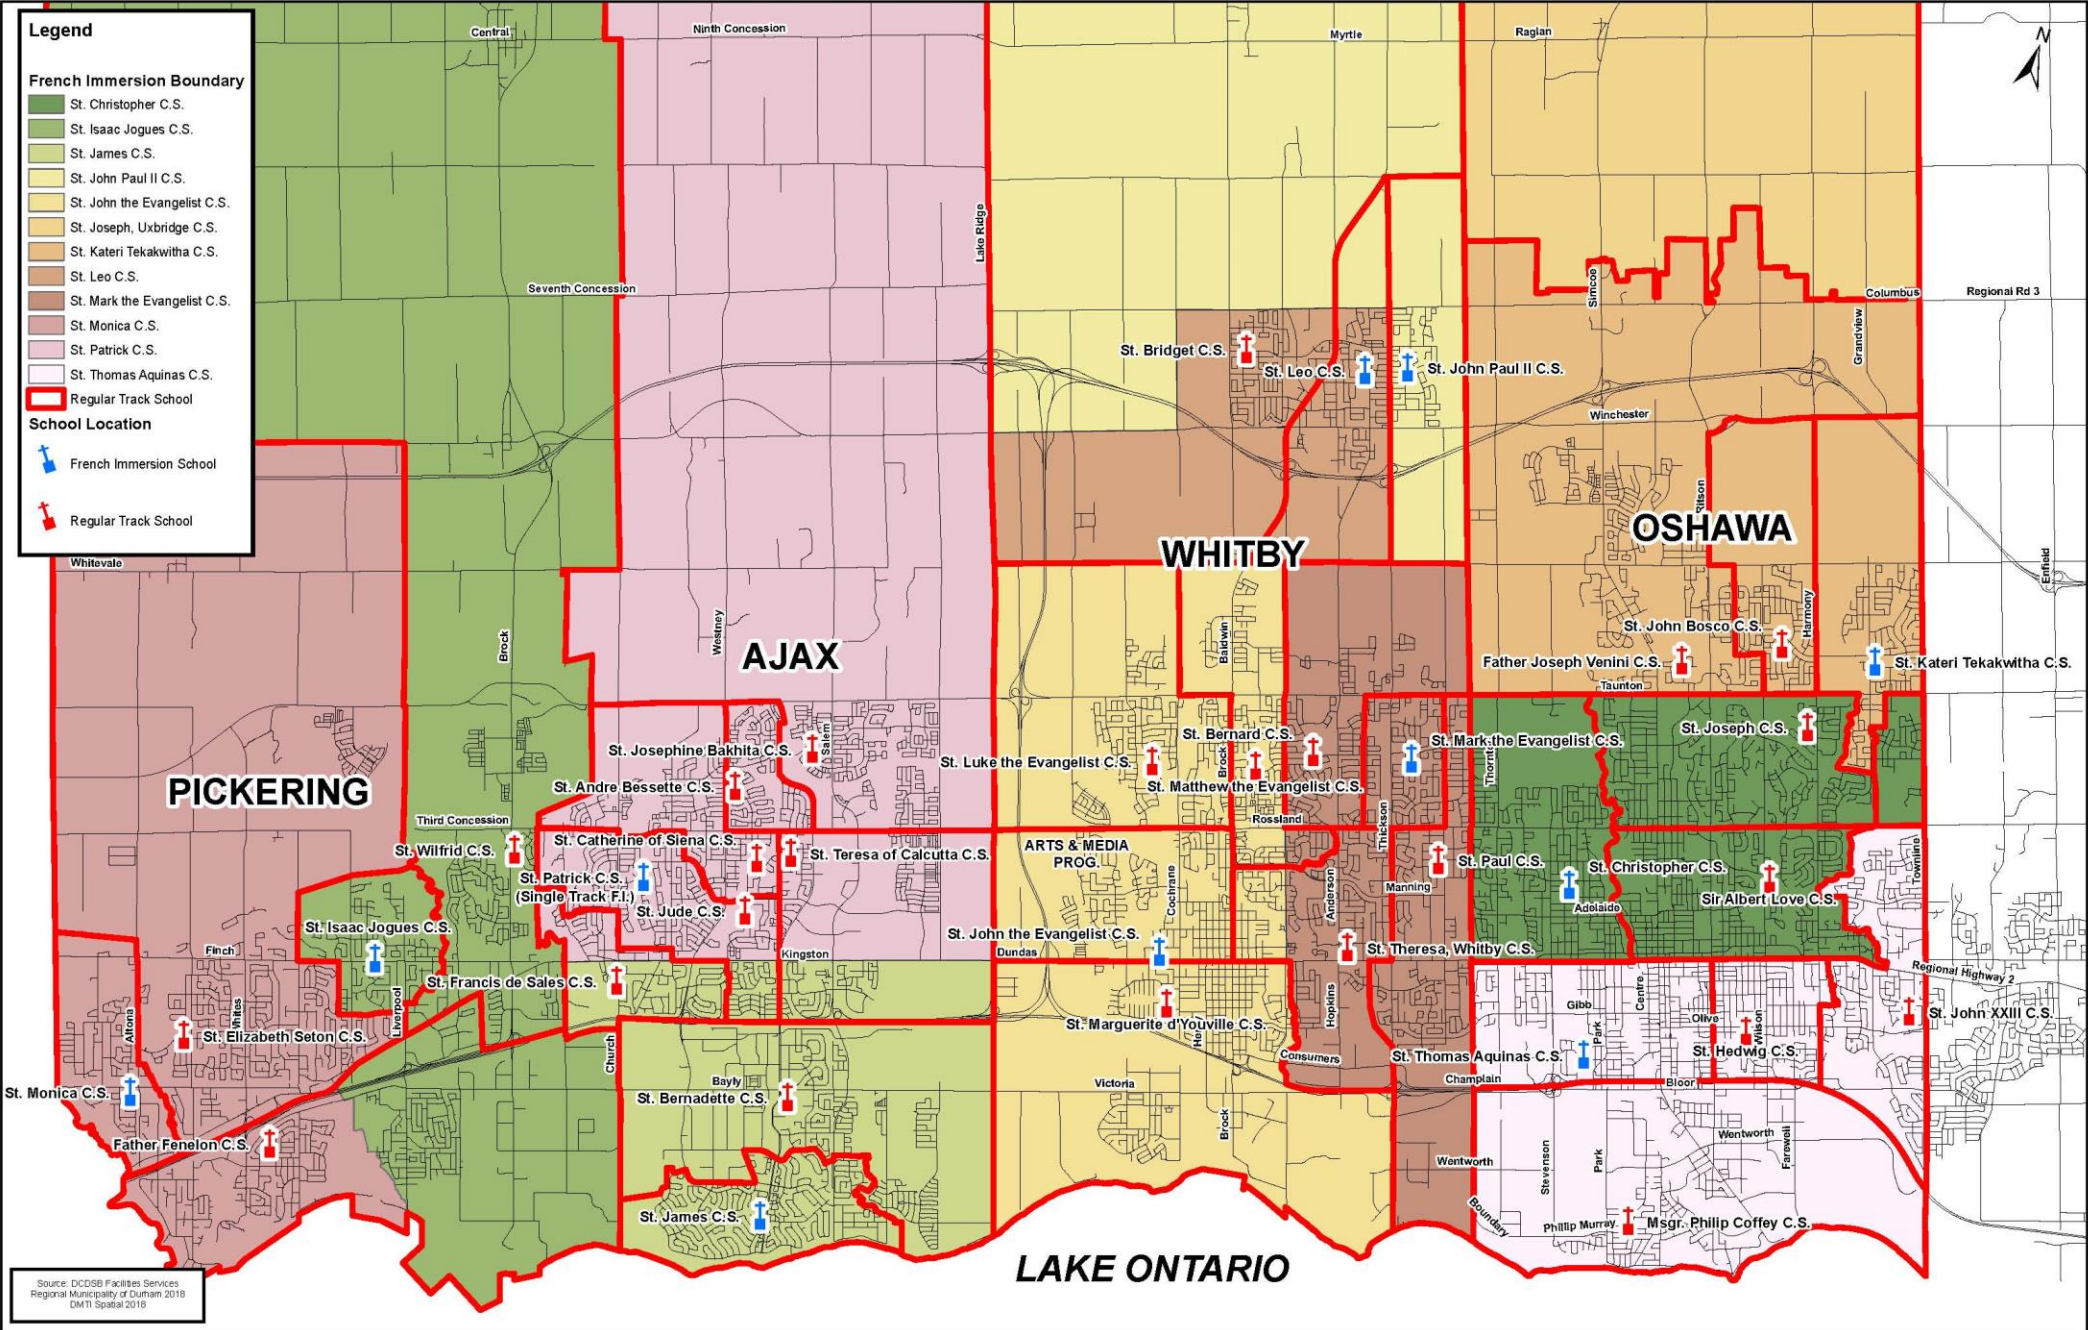 Legend
French Immersion Boundary
St. Christopher C.S.
St. Isaac Jogues C.S.
St. James C.S.
St. John Paul II C.S.
St. John the Evangelist C.S.
St. Joseph, Uxbridge C.S.
St. Kateri Tekakwitha C.S.
St. Leo C.S.
St. Mark the Evangelist C.S.
St. Monica C.S.
St. Patrick C.S.
St. Thomas Aquinas C.S.
Regular Track School
School Location
French Immersion School
Regular Track School
Central
Ninth Concession
Myrtle
Raglan
N
Lake Ridge
Seventh Concession
Simcoe
Columbus
Regional Rd 3
Grandview
St. Bridget C.S.
St. Leo C.S.
St. John Paul II C.S.
Winchester
Ritson
OSHAWA
WHITBY
Whitevale
Enfield
Brock
Westney
AJAX
Baldwin
Harmony
St. John Bosco C.S.
Father Joseph Venini C.S.
St. Kateri Tekakwitha C.S.
Taunton
Salem
St. Josephine Bakhita C.S.
St. Bernard C.S.
St. Mark the Evangelist C.S.
St. Joseph C.S.
St. Luke the Evangelist C.S.
Brock
St. Andre Bessette C.S.
St. Matthew the Evangelist C.S.
PICKERING
Third Concession
Rossland
Thickson
St. Wilfrid C.S.
St. Catherine of Siena C.S.
St. Teresa of Calcutta C.S.
ARTS & MEDIA
PROG.
St. Paul C.S.
St. Christopher C.S.
Townline
St. Patrick C.S.
(Single Track F.I.)
Cochrane
Anderson
Manning
Adelaide
Sir Albert Love C.S.
St. Jude C.S.
St. Isaac Jogues C.S.
St. John the Evangelist C.S.
Finch
Kingston
Dundas
St. Theresa, Whitby C.S.
Regional Highway 2
St. Francis de Sales C.S.
Liverpool
Altona
Whites
St. Elizabeth Seton C.S.
Hopkins
St. Marguerite d'Youville C.S.
Gibb
Centre
Park
Olive
Wilson
St. John XXIII C.S.
Church
Consumers
St. Thomas Aquinas C.S.
St. Hedwig C.S.
St. Monica C.S.
Bayly
St. Bernadette C.S.
Victoria
Champlain
Bloor
Brock
Father Fenelon C.S.
Wentworth
Stevenson
Park
Wentworth
Farewell
St. James C.S.
Boundary
Phillip Murray
Msgr. Philip Coffey C.S.
LAKE ONTARIO
Source: DCDSB Facilities Services
Regional Municipality of Durham 2018
DMTI Spatial 2018